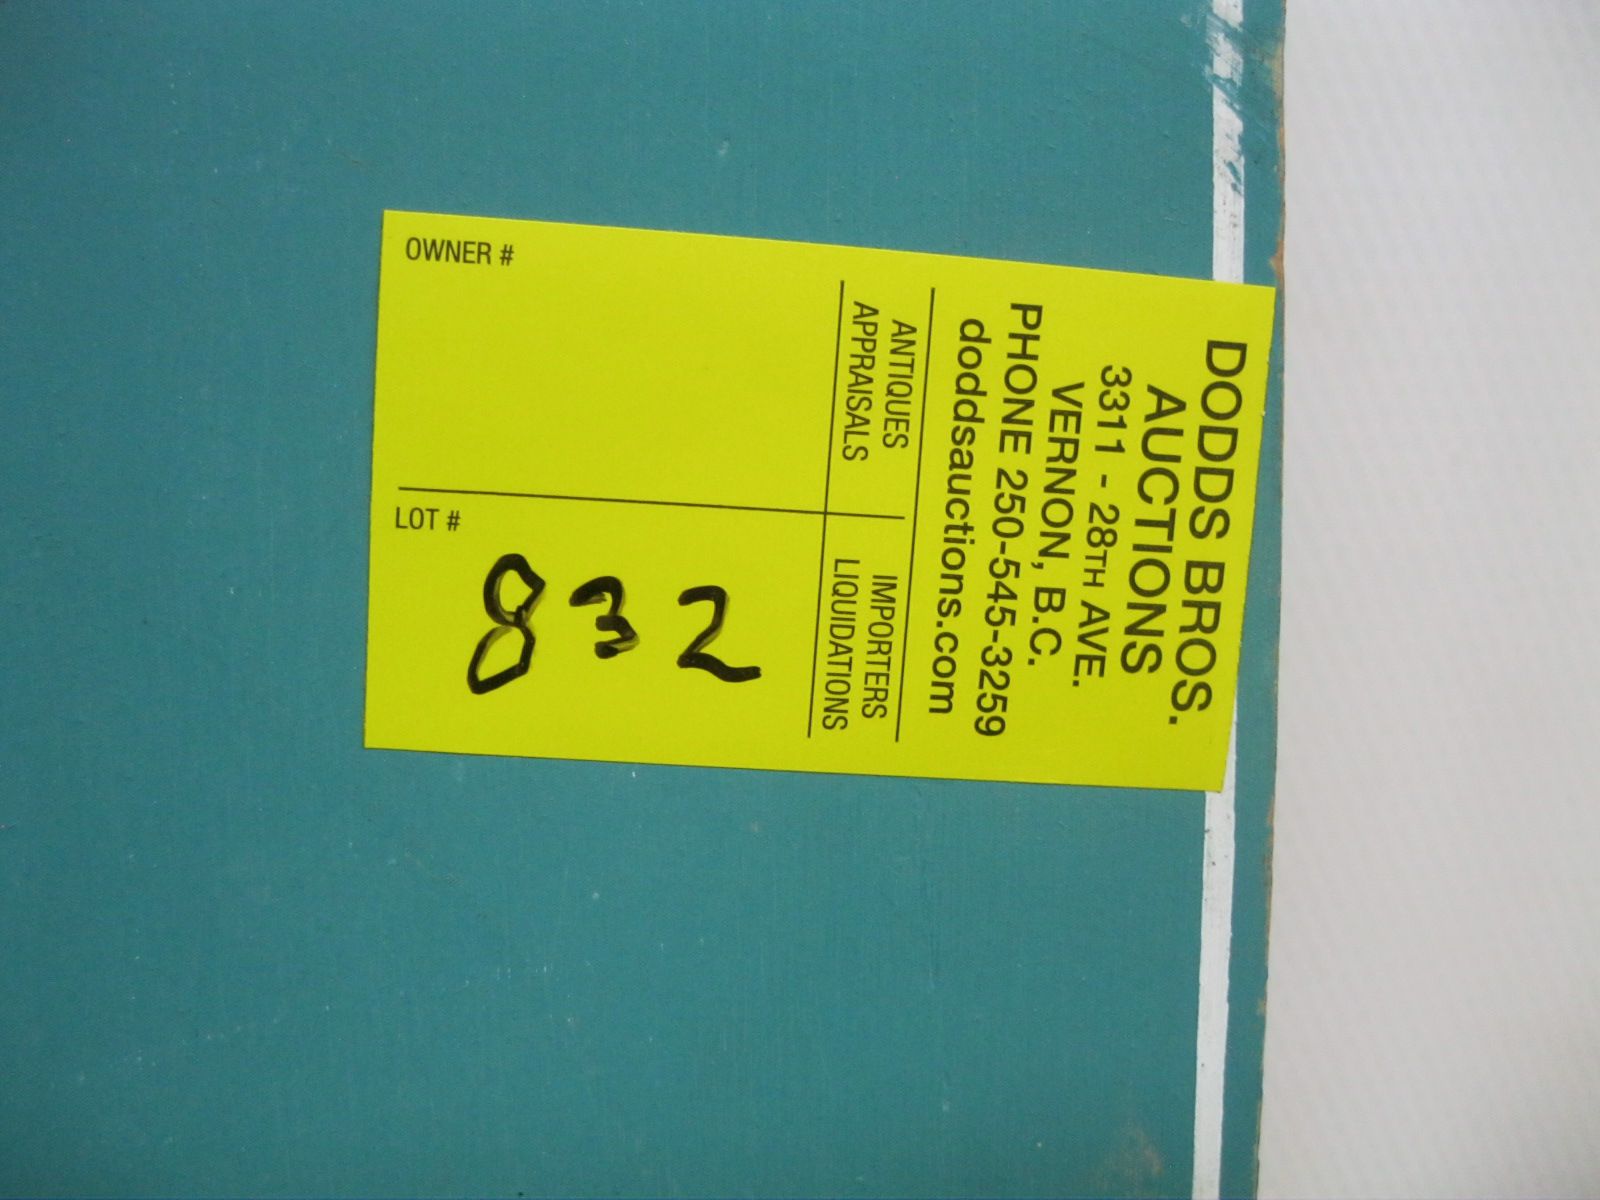 DODDS BROS.
AUCTIONS
3311 - 28TH AVE.
VERNON, B.C.
PHONE 250-545-3259
doddsauctions.com
ANTIQUES
APPRAISALS
IMPORTERS
LIQUIDATIONS
OWNER #
LOT #
832